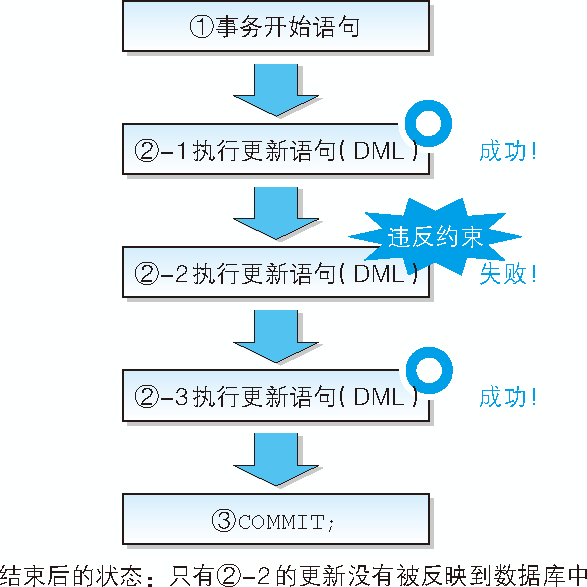 ①事务开始语句
②-1执行更新语句(DML)
成功!
违反约束
②-2执行更新语句(DML)
失败!
②-3执行更新语句(DML)
成功!
③COMMIT;
结束后的状态：只有②-2的更新没有被反映到数据库中